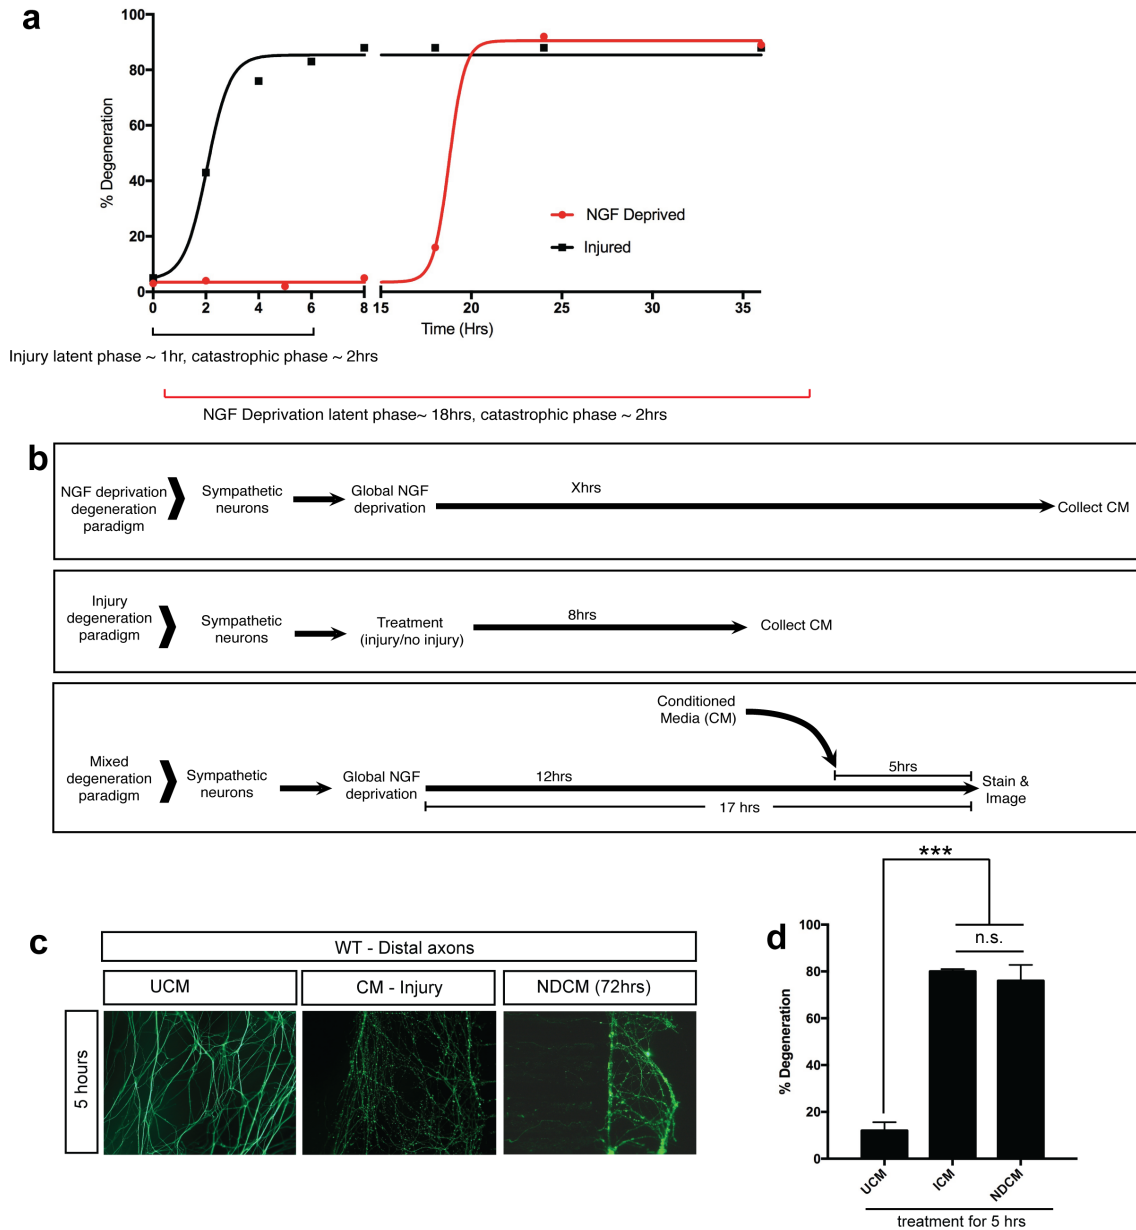 a
100
80
60
40
20
0
% Degeneration
NGF Deprived
Injured
0 2 4 6 8 15 20 25 30 35
Time (Hrs)
Injury latent phase ~ 1hr, catastrophic phase ~ 2hrs
NGF Deprivation latent phase~ 18hrs, catastrophic phase ~ 2hrs
b
NGF deprivation
degeneration
paradigm
Sympathetic
neurons
Global NGF
deprivation
Xhrs
Collect CM
Injury
degeneration
paradigm
Sympathetic
neurons
Treatment
(injury/no injury)
8hrs
Collect CM
Mixed
degeneration
paradigm
Sympathetic
neurons
Global NGF
deprivation
12hrs
Conditioned
Media (CM)
5hrs
17 hrs
Stain &
Image
c
WT - Distal axons
UCM
CM - Injury
NDCM (72hrs)
5 hours
d
***
n.s.
100
80
60
40
20
0
% Degeneration
UCM
ICM
NDCM
treatment for 5 hrs